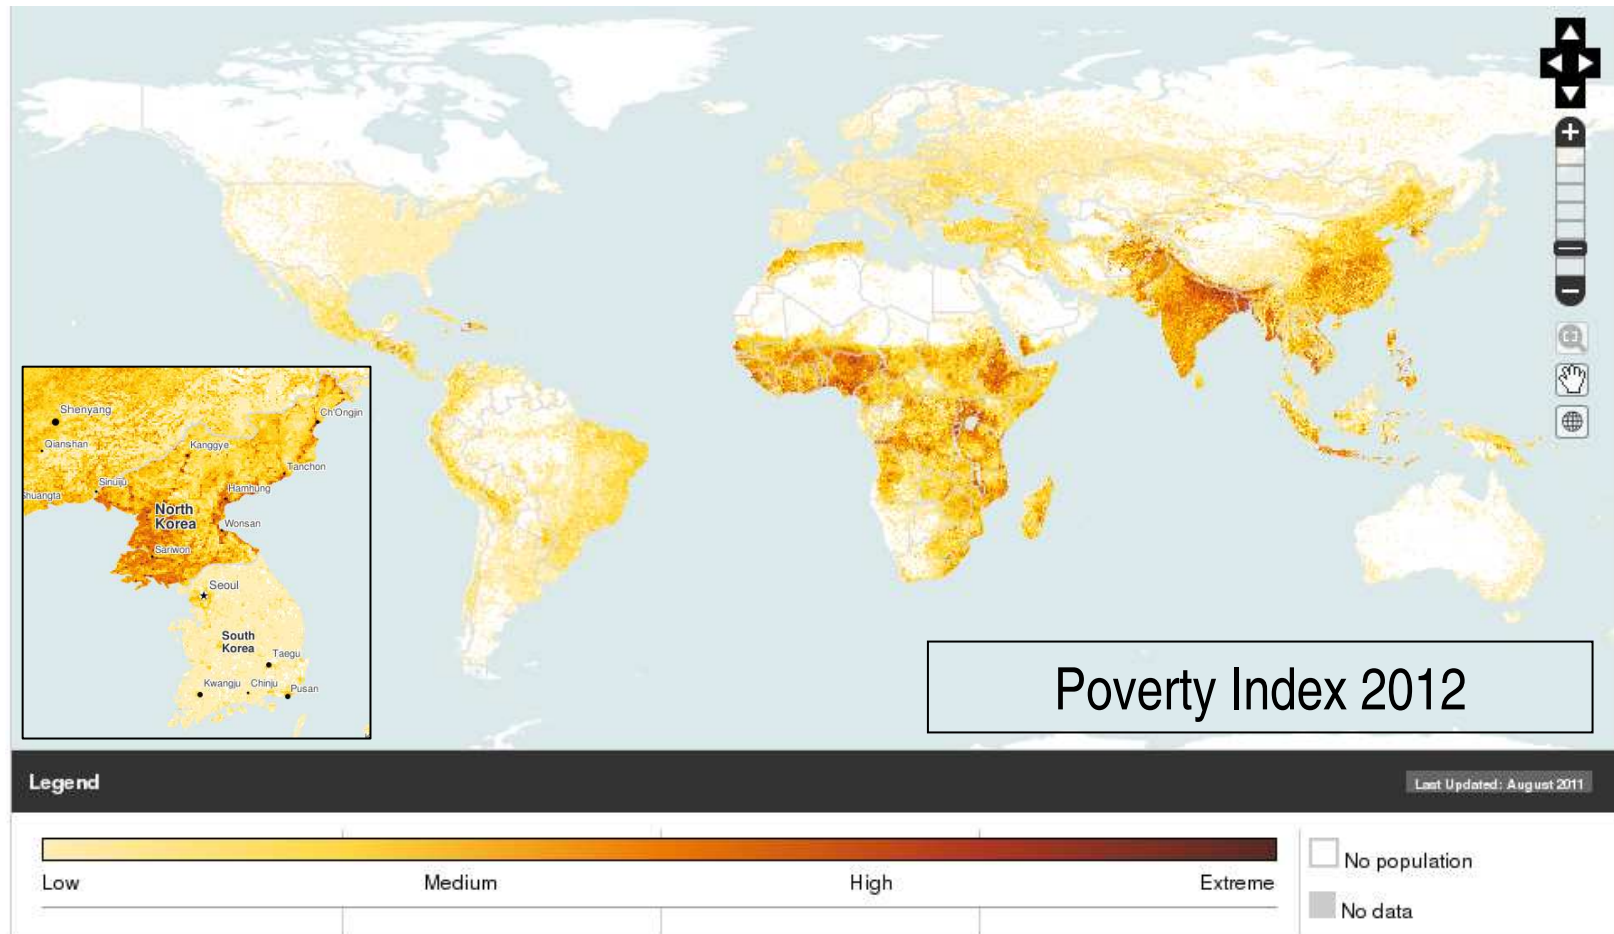 Shenyang
Ch'Ongjin
Qianshan
Kanggye
Tanchon
Sinuiju
Hamhung
huangta
North
Korea
Wonsan
Sariwon
Seoul
South
Korea
Taegu
Kwangju
Chinju
Pusan
Poverty Index 2012
Legend
Last Updated: August 2011
Low
Medium
High
Extreme
No population
No data